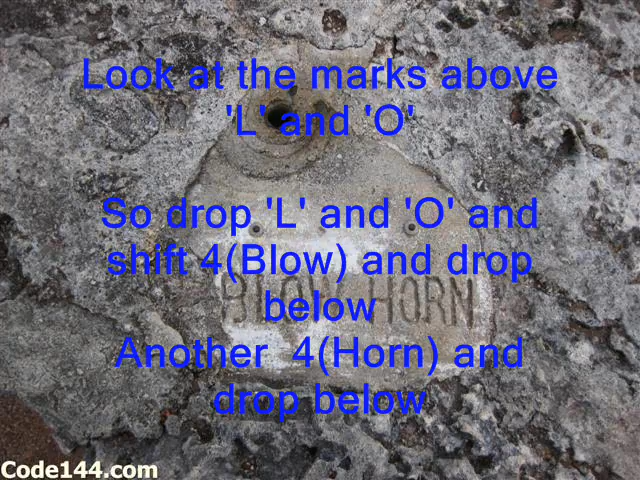 Look at the marks above
'L' and 'O'
So drop 'L' and 'O' and
shift 4(Blow) and drop
below
BLOW HORN
Another  4(Horn) and
drop below
Code144.com